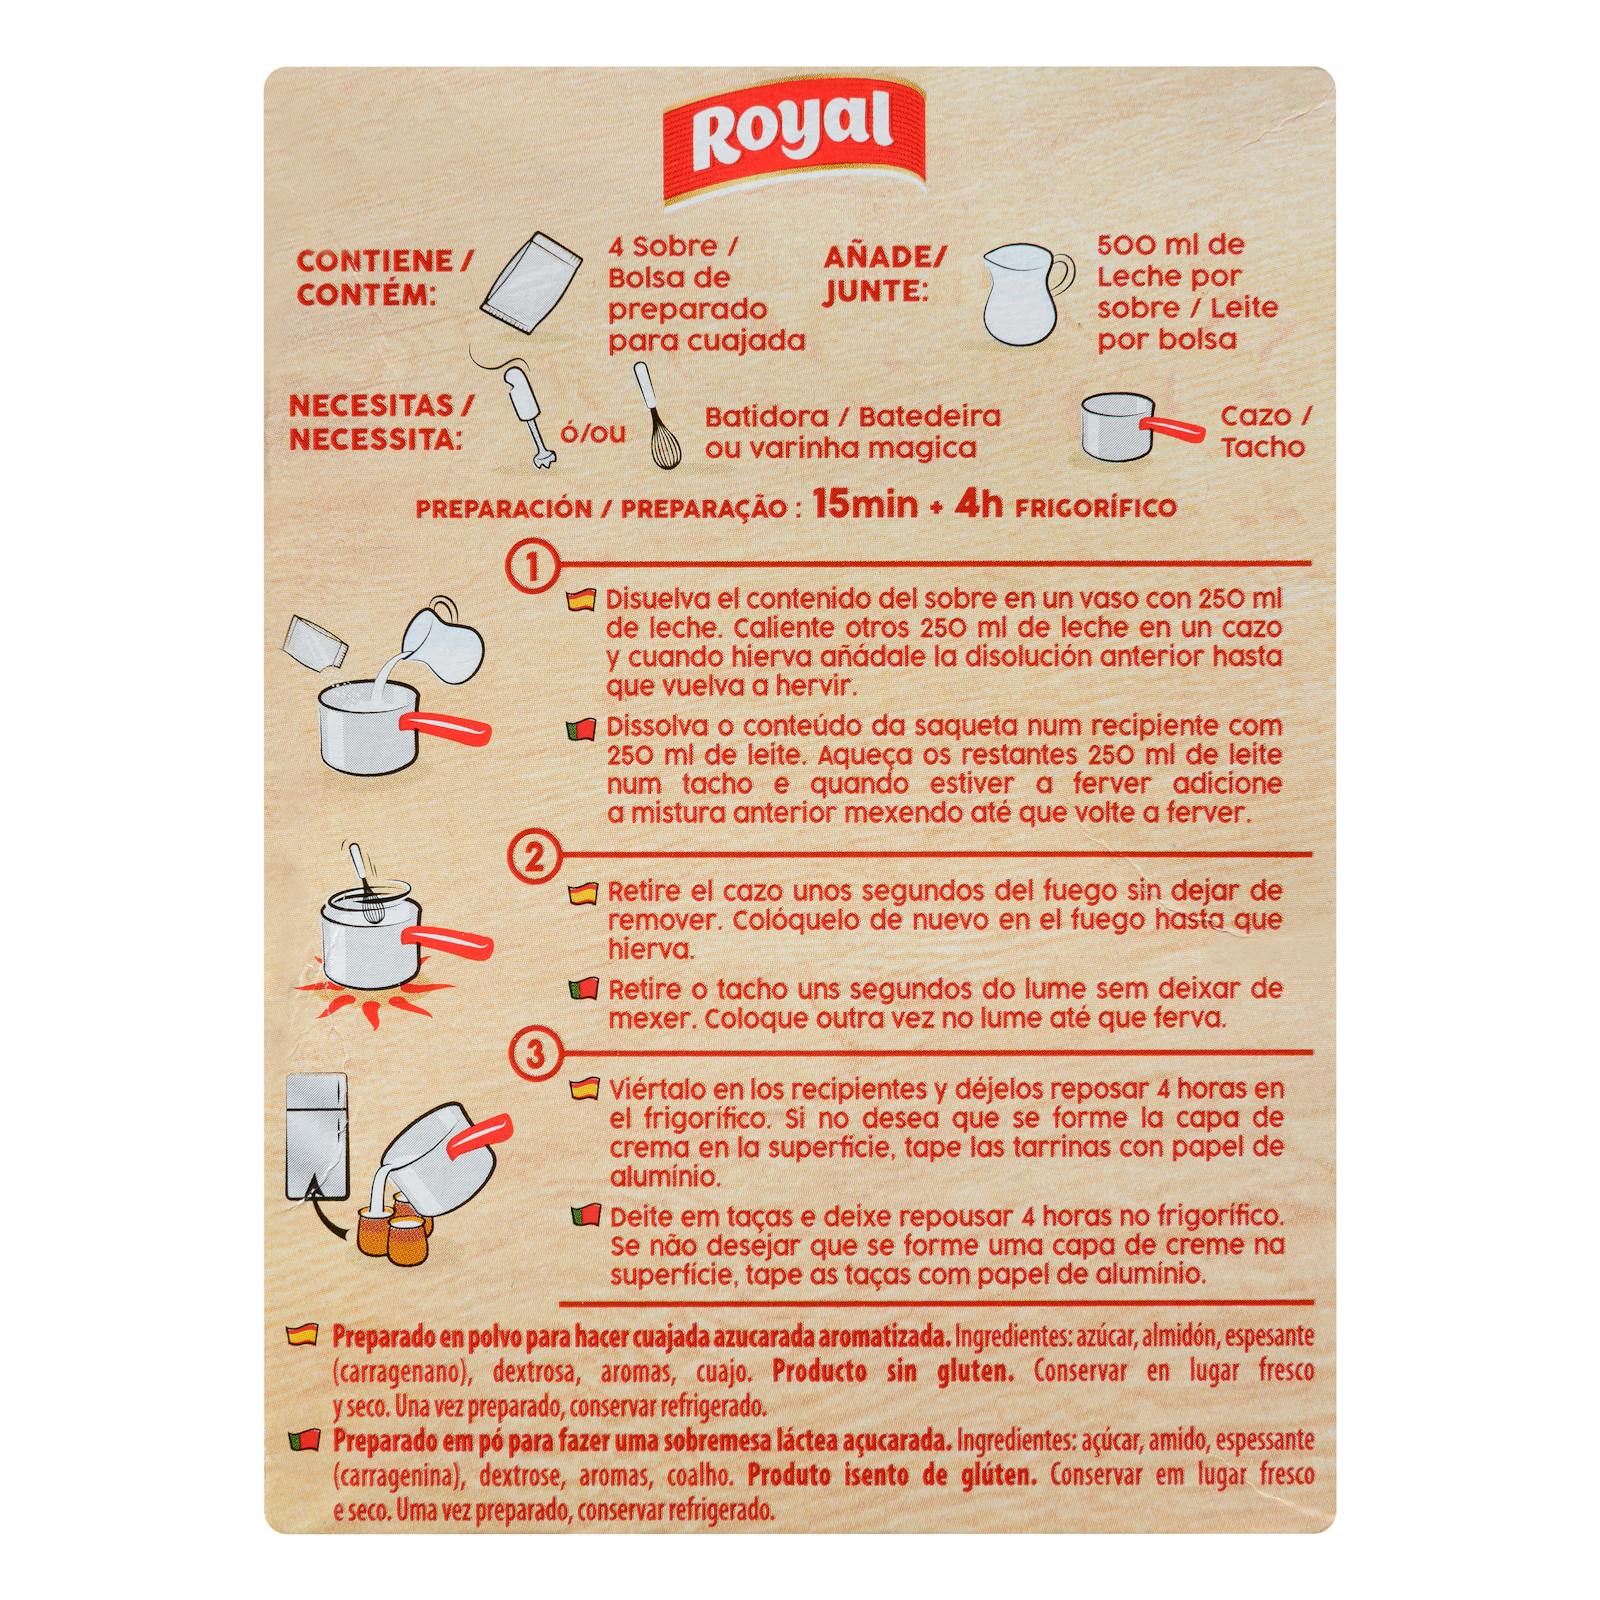 Royal
CONTIENE /
CONTÉM:
4 Sobre /
Bolsa de
preparado
para cuajada
AÑADE/
JUNTE:
500 ml de
Leche por
sobre / Leite
por bolsa
NECESITAS /
NECESSITA:
ó/ou
Batidora / Batedeira
ou varinha magica
Cazo /
Tacho
PREPARACIÓN / PREPARAÇÃO : 15min + 4h FRIGORÍFICO
1
Disuelva el contenido del sobre en un vaso con 250 ml
de leche. Caliente otros 250 ml de leche en un cazo
y cuando hierva añádale la disolución anterior hasta
que vuelva a hervir.
Dissolva o conteúdo da saqueta num recipiente com
250 ml de leite. Aqueça os restantes 250 ml de leite
num tacho e quando estiver a ferver adicione
a mistura anterior mexendo até que volte a ferver.
2
Retire el cazo unos segundos del fuego sin dejar de
remover. Colóquelo de nuevo en el fuego hasta que
hierva.
Retire o tacho uns segundos do lume sem deixar de
mexer. Coloque outra vez no lume até que ferva.
3
Viértalo en los recipientes y déjelos reposar 4 horas en
el frigorífico. Si no desea que se forme la capa de
crema en la superficie, tape las tarrinas con papel de
alumínio.
Deite em taças e deixe repousar 4 horas no frigorífico.
Se não desejar que se forme uma capa de creme na
superfície, tape as taças com papel de alumínio.
Preparado en polvo para hacer cuajada azucarada aromatizada. Ingredientes: azúcar, almidón, espesante
(carragenano), dextrosa, aromas, cuajo. Producto sin gluten. Conservar en lugar fresco
y seco. Una vez preparado, conservar refrigerado.
Preparado em pó para fazer uma sobremesa láctea açucarada. Ingredientes: açúcar, amido, espessante
(carragenina), dextrose, aromas, coalho. Produto isento de glúten. Conservar em lugar fresco
e seco. Uma vez preparado, conservar refrigerado.